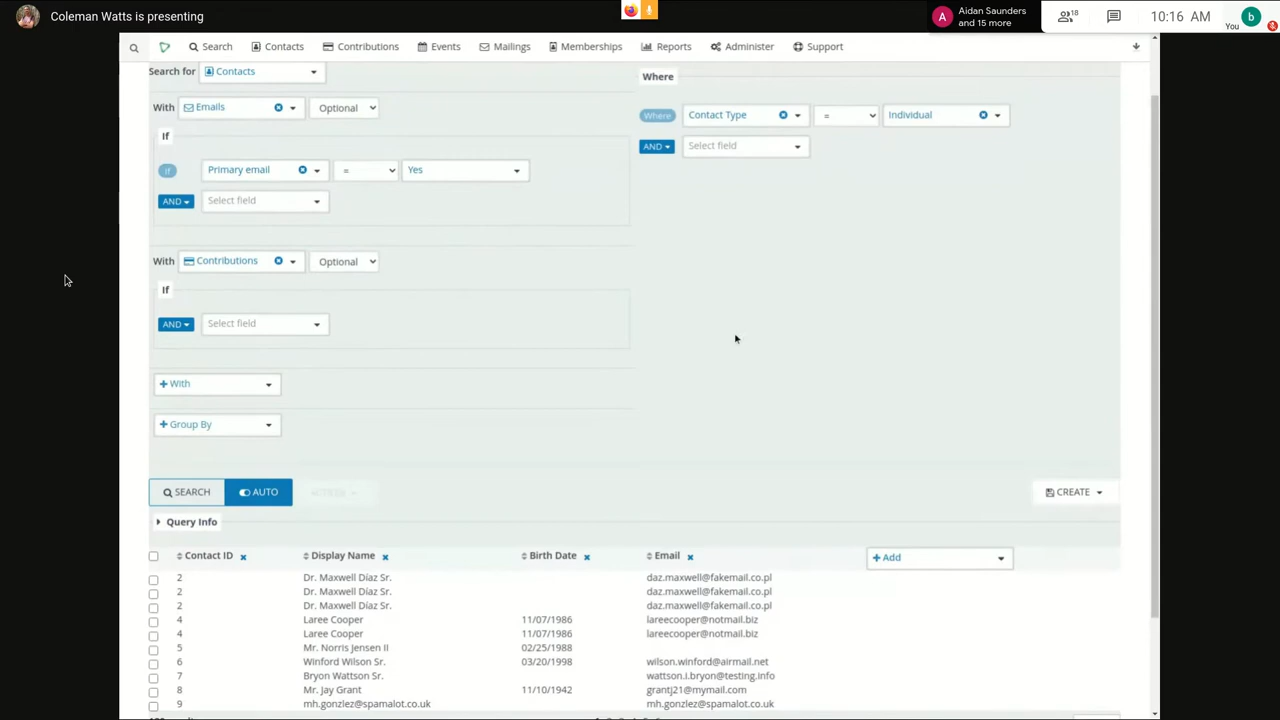 Coleman Watts is presenting
A Aidan Saunders and 15 more 18 10:16 AM b You
Search Contacts Contributions Events Mailings Memberships Reports Administer Support
Search for Contacts
Where
With Emails Optional
Where Contact Type = Individual
If
AND Select field
If Primary email = Yes
AND Select field
With Contributions Optional
If
AND Select field
+ With
+ Group By
SEARCH AUTO CREATE
Query Info
Contact ID Display Name Birth Date Email + Add
2 Dr. Maxwell Díaz Sr. daz.maxwell@fakemail.co.pl
2 Dr. Maxwell Díaz Sr. daz.maxwell@fakemail.co.pl
2 Dr. Maxwell Díaz Sr. daz.maxwell@fakemail.co.pl
4 Laree Cooper 11/07/1986 lareecooper@notmail.biz
4 Laree Cooper 11/07/1986 lareecooper@notmail.biz
5 Mr. Norris Jensen II 02/25/1988
6 Winford Wilson Sr. 03/20/1998 wilson.winford@airmail.net
7 Bryon Wattson Sr. wattson.l.bryon@testing.info
8 Mr. Jay Grant 11/10/1942 grantj21@mymail.com
9 mh.gonzlez@spamalot.co.uk mh.gonzlez@spamalot.co.uk